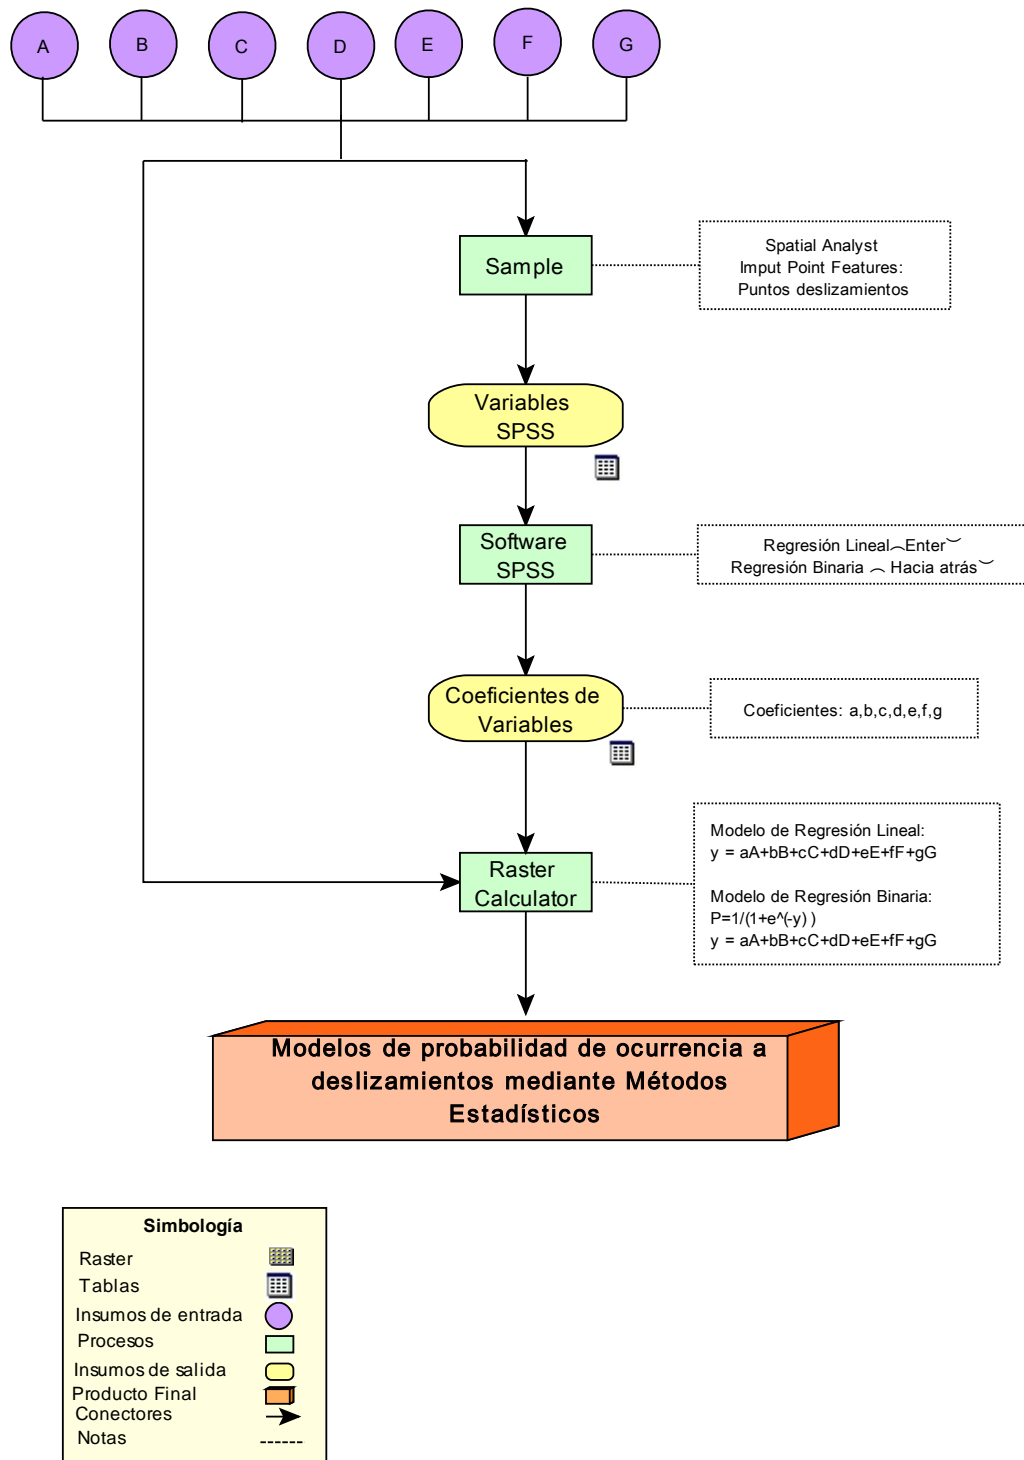 A
B
C
D
E
F
G
Sample
Spatial Analyst
Imput Point Features:
Puntos deslizamientos
Variables
SPSS
Software
SPSS
Regresión Lineal⏜Enter⏝
Regresión Binaria ⏜ Hacia atrás⏝
Coeficientes de
Variables
Coeficientes: a,b,c,d,e,f,g
Raster
Calculator
Modelo de Regresión Lineal:
y = aA+bB+cC+dD+eE+fF+gG
Modelo de Regresión Binaria:
P=1/(1+e^(-y) )
y = aA+bB+cC+dD+eE+fF+gG
Modelos de probabilidad de ocurrencia a
deslizamientos mediante Métodos
Estadísticos
Simbología
Raster
Tablas
Insumos de entrada
Procesos
Insumos de salida
Producto Final
Conectores
Notas